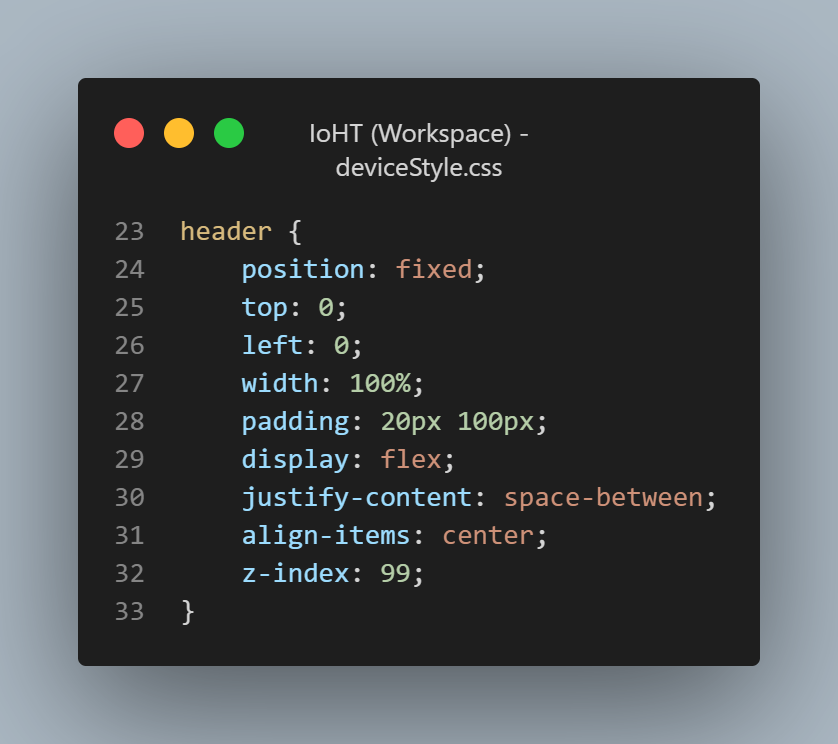 IoHT (Workspace) -
deviceStyle.css
23 header {
24     position: fixed;
25     top: 0;
26     left: 0;
27     width: 100%;
28     padding: 20px 100px;
29     display: flex;
30     justify-content: space-between;
31     align-items: center;
32     z-index: 99;
33 }